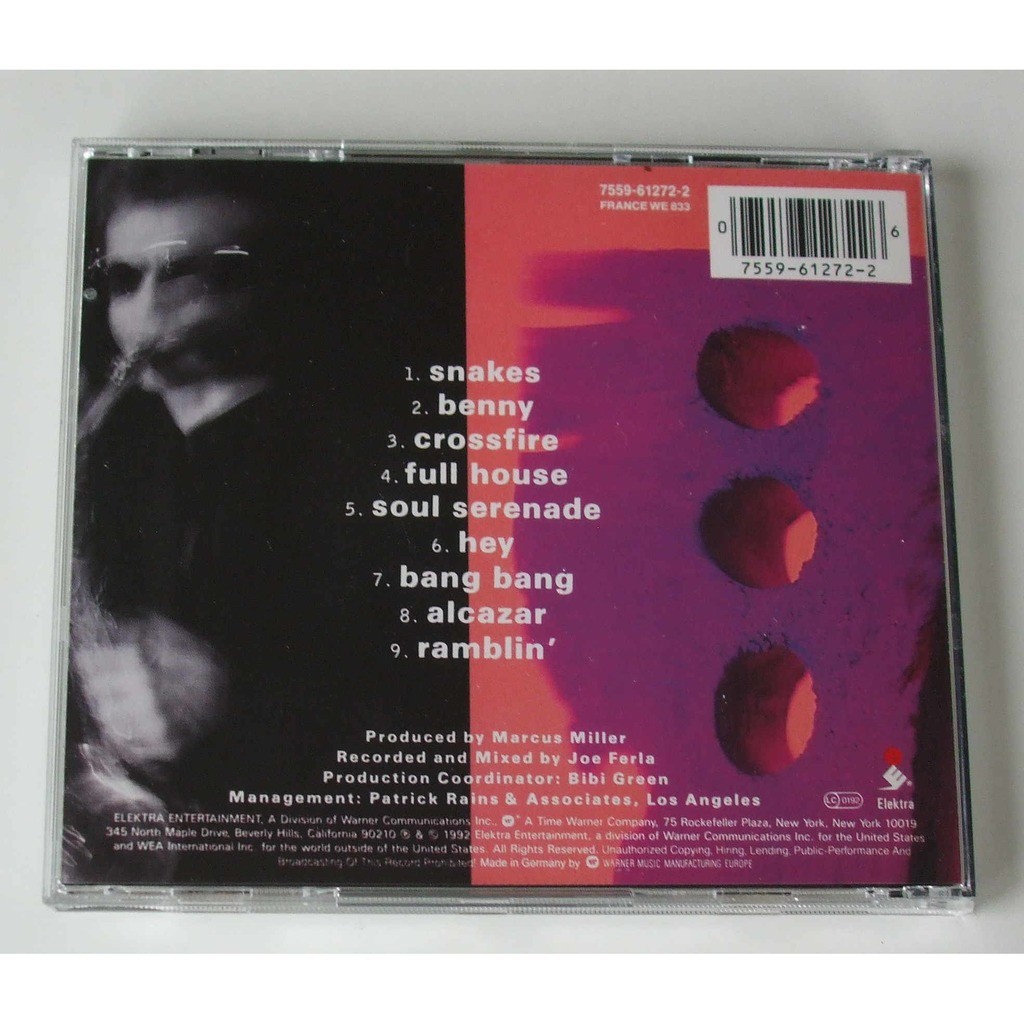 7559-61272-2
FRANCE WE 833
0
6
7559-61272-2
1. snakes
2. benny
3. crossfire
4. full house
5. soul serenade
6. hey
7. bang bang
8. alcazar
9. ramblin'
Produced by Marcus Miller
Recorded and Mixed by Joe Ferla
Production Coordinator: Bibi Green
Management: Patrick Rains & Associates, Los Angeles
LC 0192
Elektra
ELEKTRA ENTERTAINMENT, A Division of Warner Communications Inc., ® A Time Warner Company, 75 Rockefeller Plaza, New York, New York 10019
345 North Maple Drive, Beverly Hills, California 90210 ℗ & © 1992 Elektra Entertainment, a division of Warner Communications Inc. for the United States
and WEA International Inc. for the world outside of the United States. All Rights Reserved. Unauthorized Copying, Hiring, Lending, Public-Performance And
Broadcasting Of This Record Prohibited! Made in Germany by WARNER MUSIC MANUFACTURING EUROPE